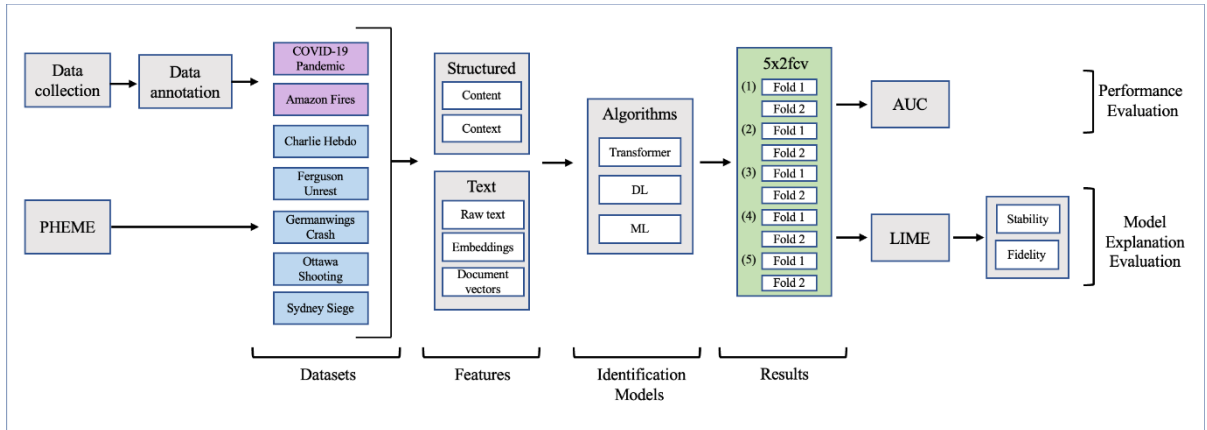 Data
collection
Data
annotation
PHEME
COVID-19
Pandemic
Amazon Fires
Charlie Hebdo
Ferguson
Unrest
Germanwings
Crash
Ottawa
Shooting
Sydney Siege
Datasets
Structured
Content
Context
Text
Raw text
Embeddings
Document
vectors
Features
Algorithms
Transformer
DL
ML
Identification
Models
5x2fcv
(1) Fold 1
Fold 2
(2) Fold 1
Fold 2
(3) Fold 1
Fold 2
(4) Fold 1
Fold 2
(5) Fold 1
Fold 2
Results
AUC
Performance
Evaluation
LIME
Stability
Fidelity
Model
Explanation
Evaluation